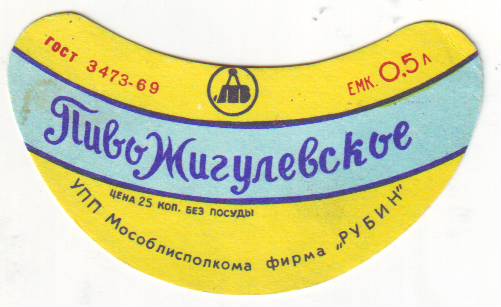 ГОСТ 3473-69
ЕМК. 0,5 л
Пиво Жигулевское
ЦЕНА 25 КОП. БЕЗ ПОСУДЫ
УПП Мособлисполкома фирма „РУБИН"